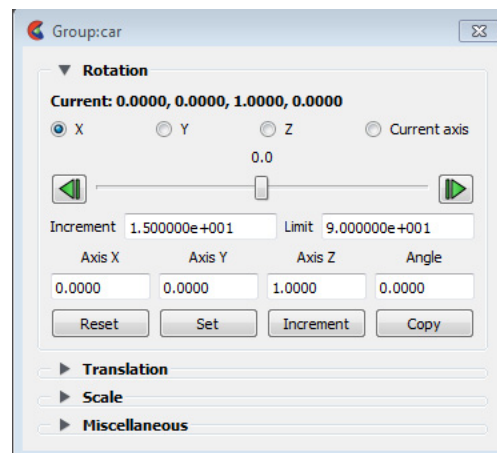 Group:car
Rotation
Current: 0.0000, 0.0000, 1.0000, 0.0000
X Y Z Current axis
0.0
Increment 1.500000e+001 Limit 9.000000e+001
Axis X Axis Y Axis Z Angle
0.0000 0.0000 1.0000 0.0000
Reset Set Increment Copy
Translation
Scale
Miscellaneous